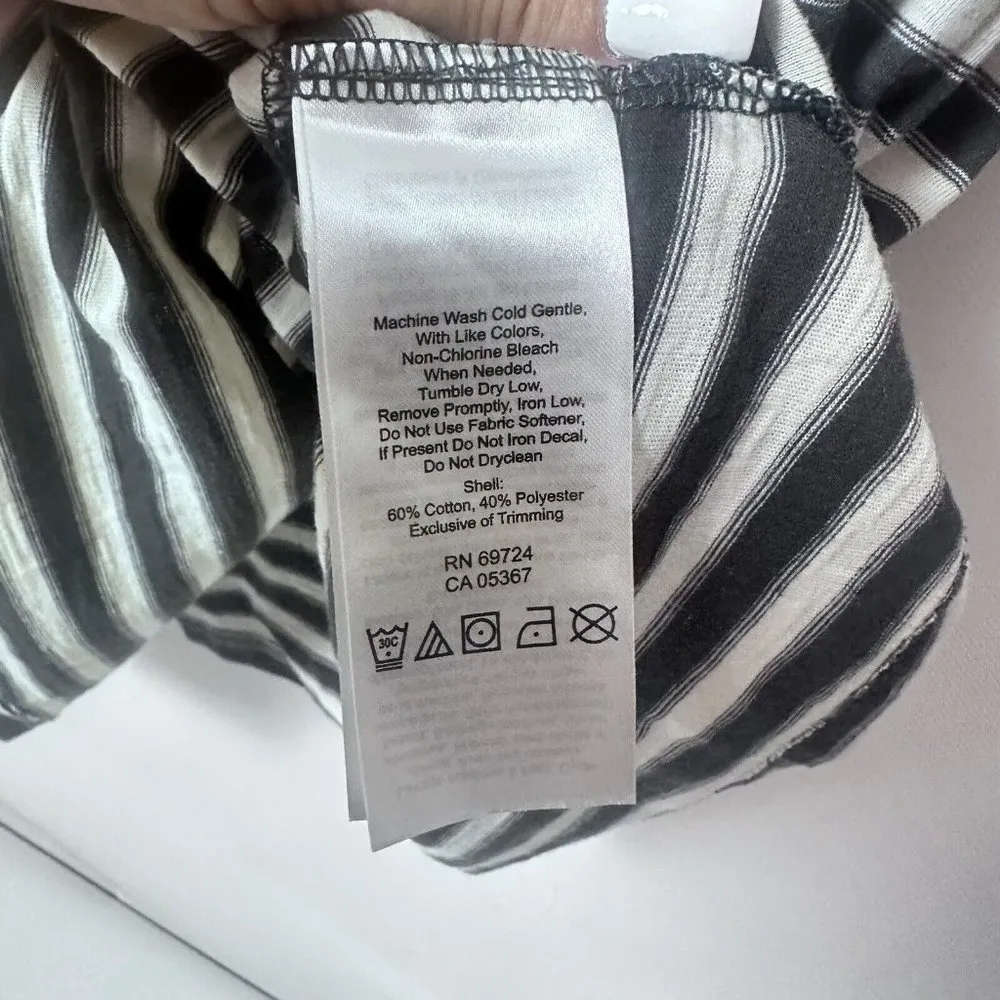 Machine Wash Cold Gentle,
With Like Colors,
Non-Chlorine Bleach
When Needed,
Tumble Dry Low,
Remove Promptly, Iron Low,
Do Not Use Fabric Softener,
If Present Do Not Iron Decal,
Do Not Dryclean
Shell:
60% Cotton, 40% Polyester
Exclusive of Trimming
RN 69724
CA 05367
30C